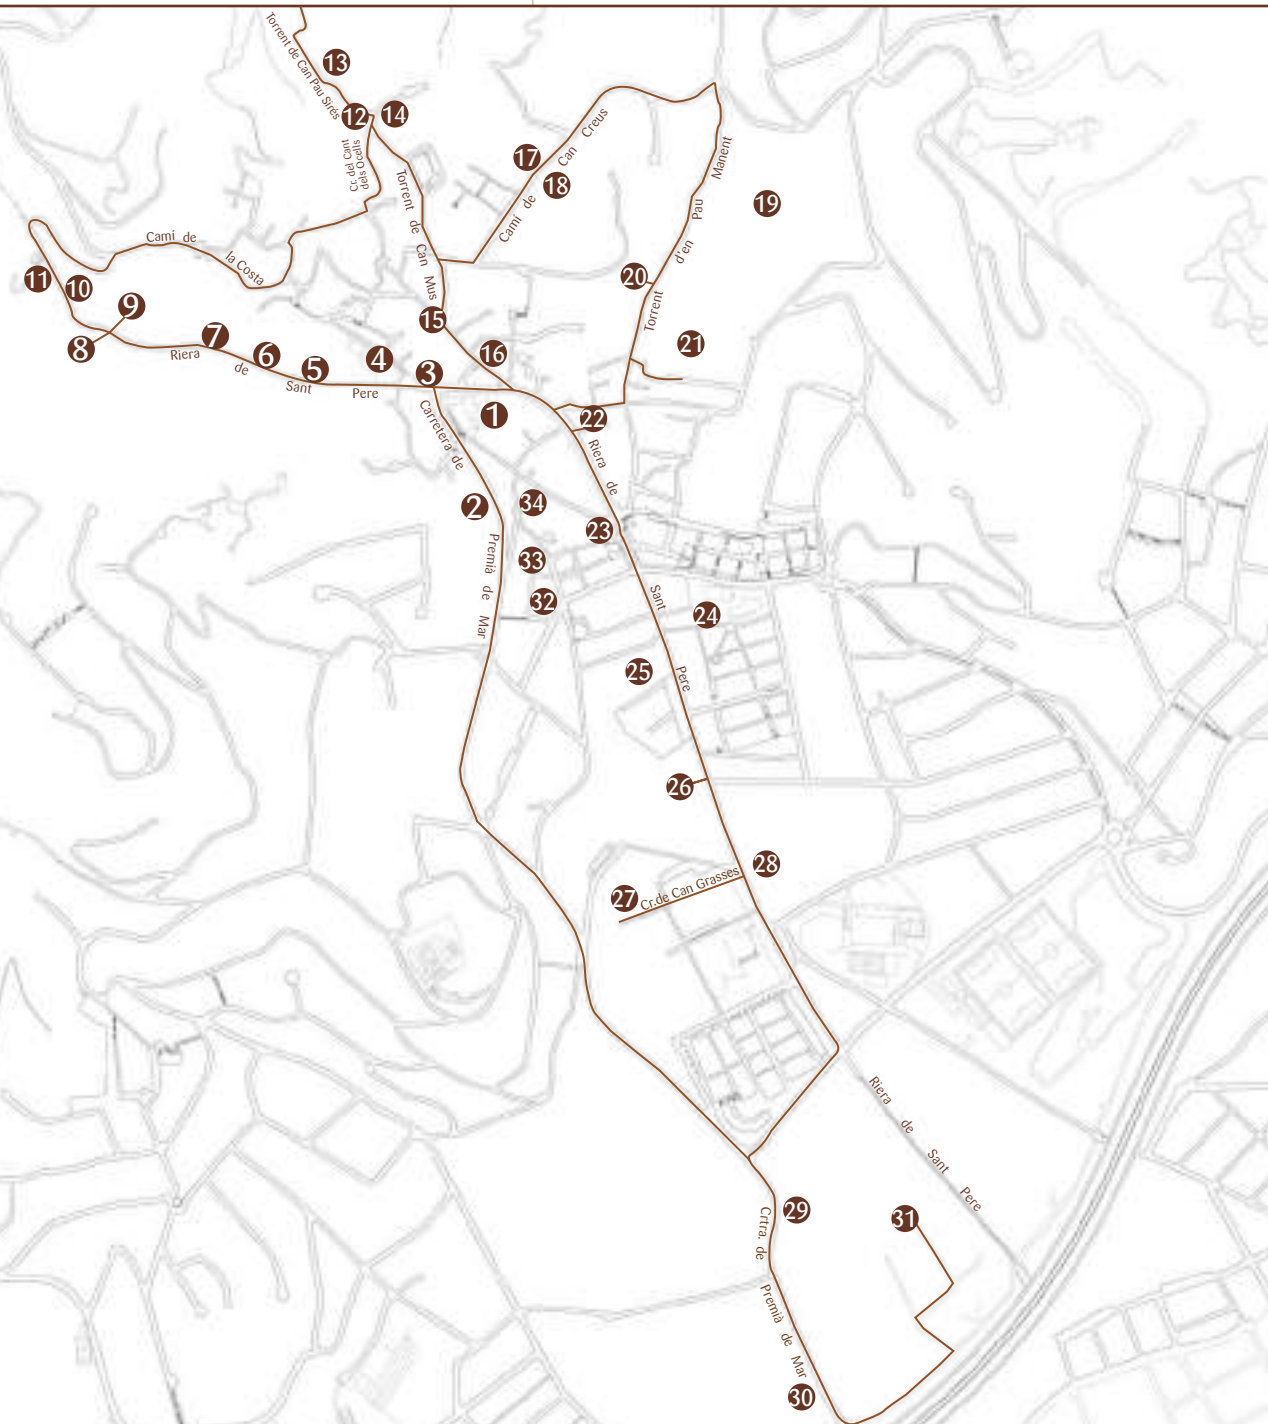 Torrent de Can Pau Sirés
13
12
14
Cr. del Cant
dels Ocells
Torrent de Can Mus
17
Camí de Can Creus
18
Torrent d'en Pau Manent
19
20
21
Camí de la Costa
11
10
9
8
7
6
5
4
3
15
16
Riera de Sant Pere
1
22
Carretera de Premià de Mar
2
34
33
32
23
Riera de Sant Pere
24
25
26
27
Cr.de Can Grasses
28
Riera de Sant Pere
29
31
Crtra. de Premià de Mar
30